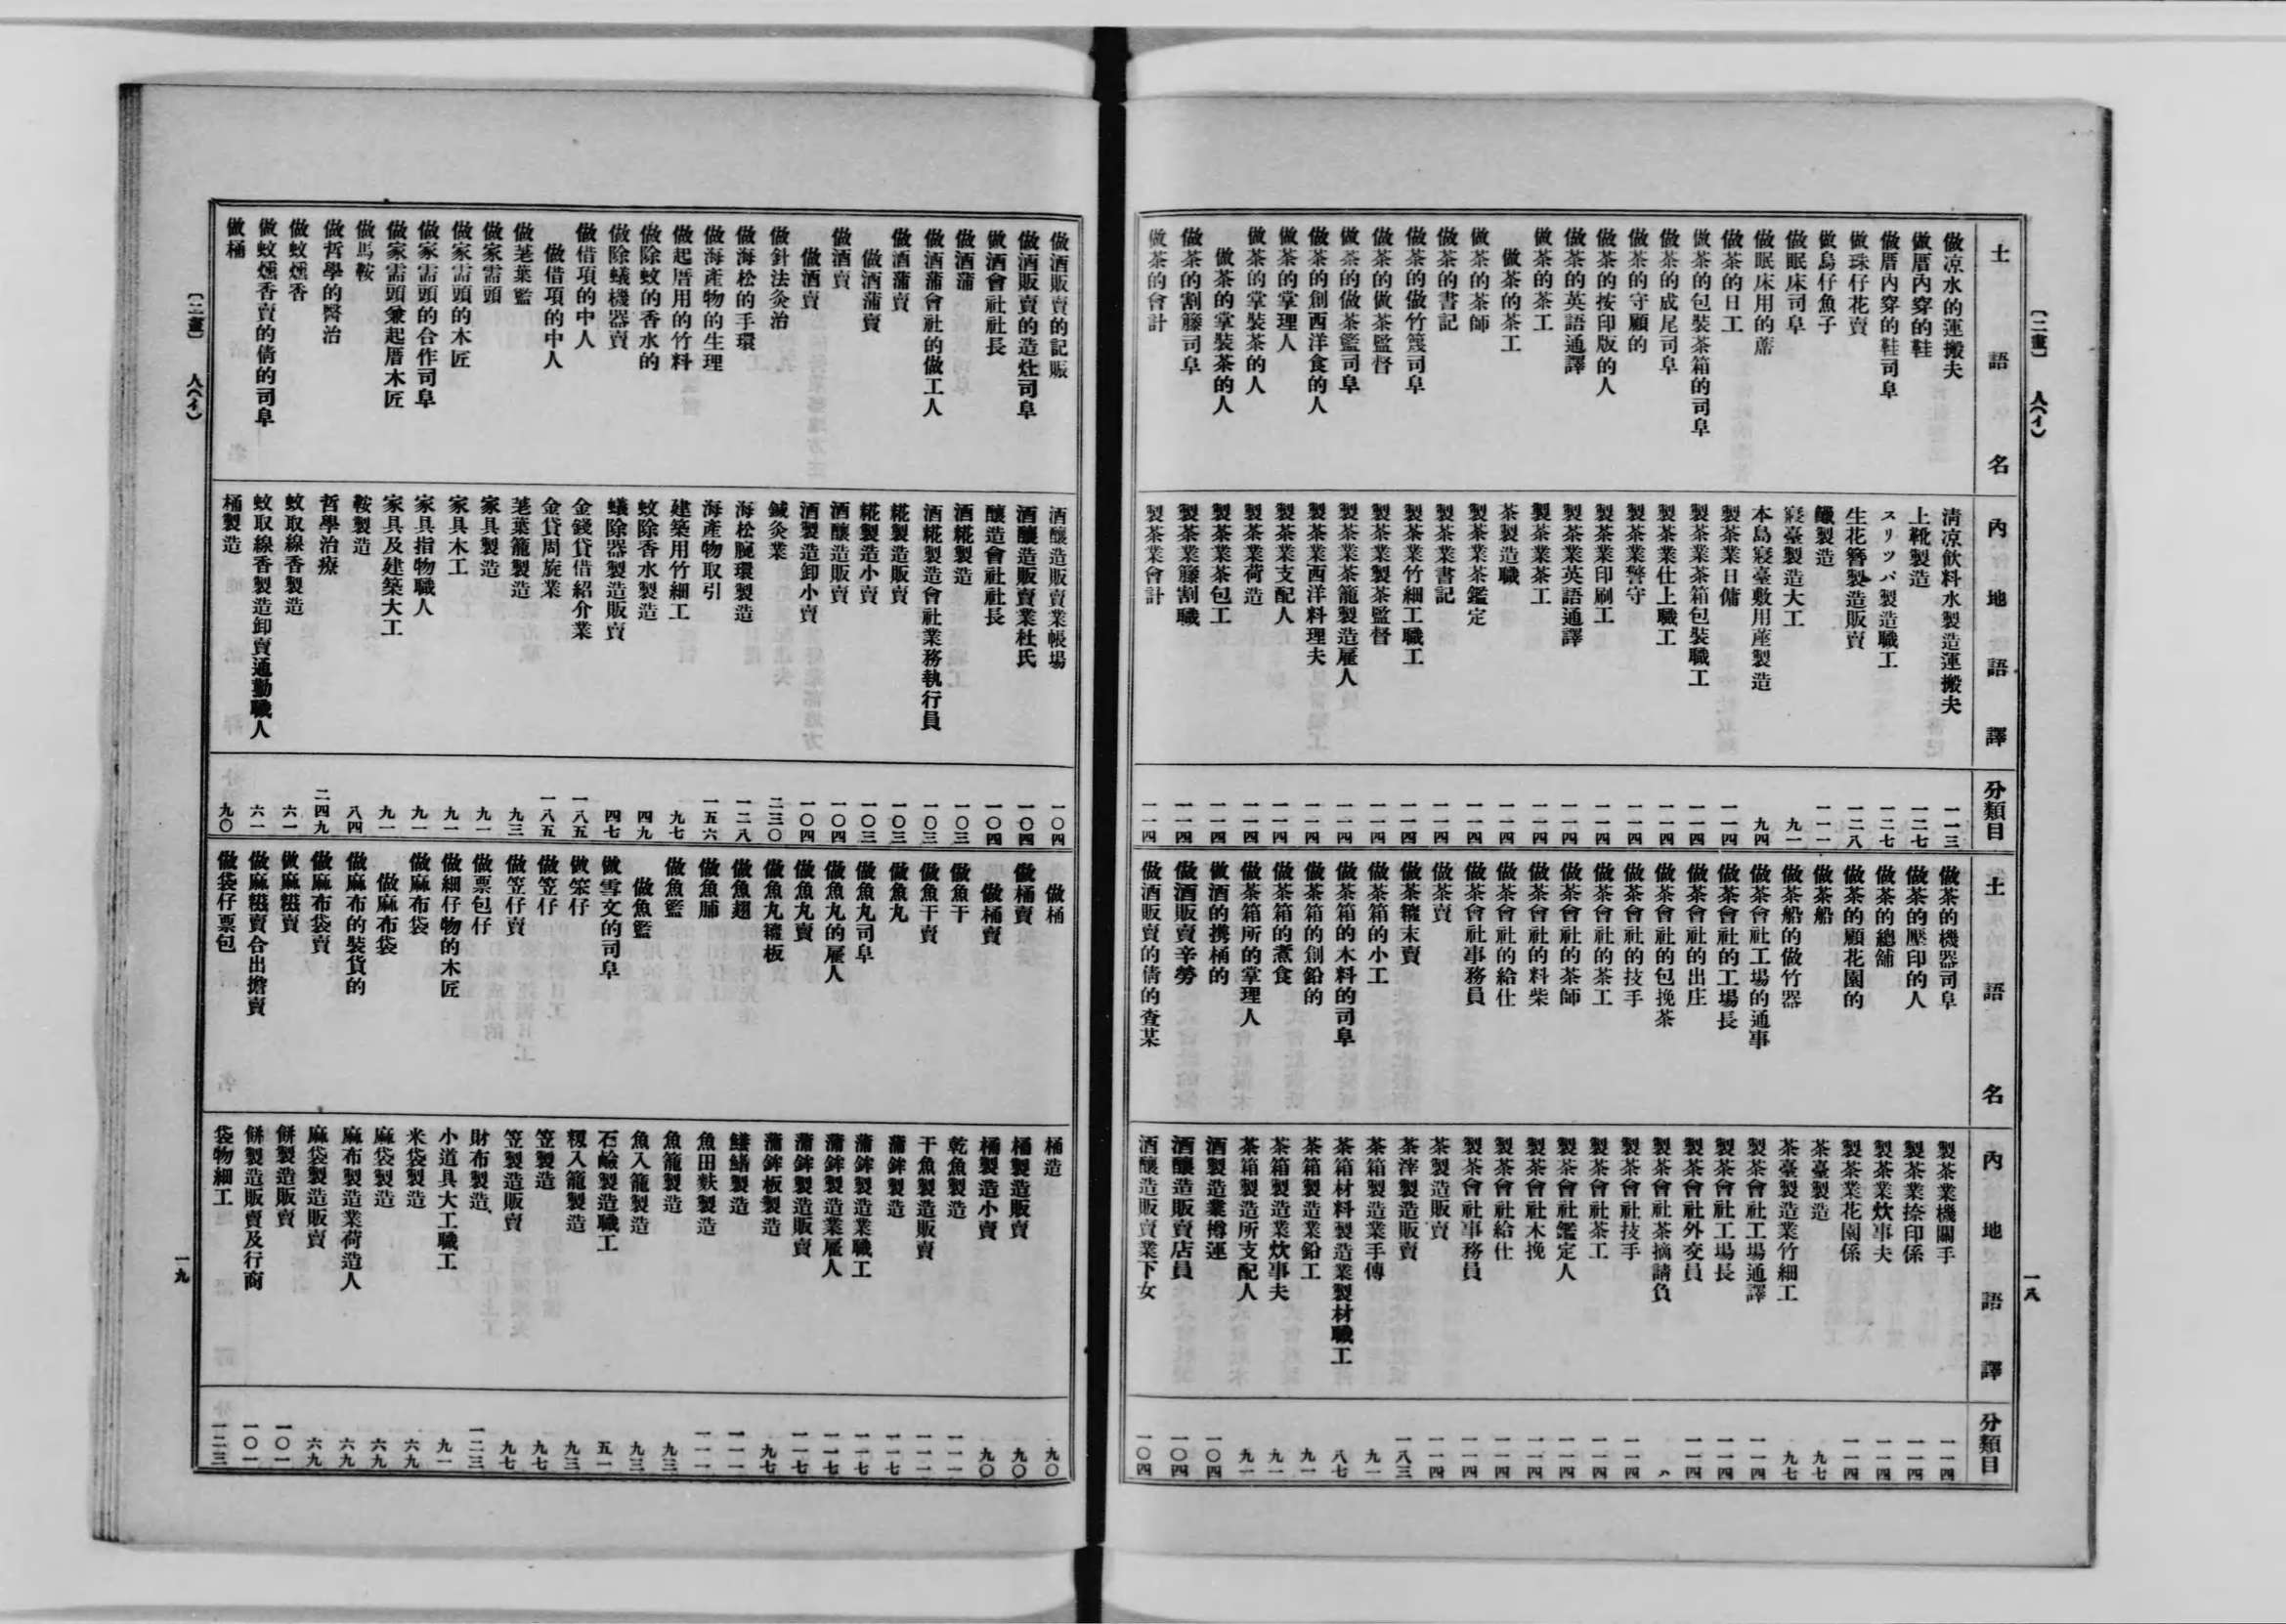 〔二畫〕 人(イ)
一八
土語名 內地語譯 分類目
做凉水的運搬夫 清凉飲料水製造運搬夫 一一三
做厝內穿的鞋 上靴製造 一二七
做厝內穿的鞋司阜 スリツパ製造職工 一二七
做珠仔花賣 生花簪製造販賣 一二八
做鳥仔魚子 製造 一一一
做眠床司阜 寢臺製造大工 九一
做眠床用的蓆 本島寢臺敷用蓙製造 九四
做茶的日工 製茶業日傭 一一四
做茶的包裝茶箱的司阜 製茶業茶箱包裝職工 一一四
做茶的成尾司阜 製茶業仕上職工 一一四
做茶的守顧的 製茶業警守 一一四
做茶的按印版的人 製茶業印刷工 一一四
做茶的英語通譯 製茶業英語通譯 一一四
做茶的茶工 製茶業茶工 一一四
做茶的茶工 茶製造職 一一四
做茶的茶師 製茶業茶鑑定 一一四
做茶的書記 製茶業書記 一一四
做茶的做竹篾司阜 製茶業竹細工職工 一一四
做茶的做茶監督 製茶業製茶監督 一一四
做茶的做茶籃司阜 製茶業茶籠製造雇人 一一四
做茶的創西洋食的人 製茶業西洋料理夫 一一四
做茶的掌理人 製茶業支配人 一一四
做茶的掌裝茶的人 製茶業荷造 一一四
做茶的掌裝茶的人 製茶業茶包工 一一四
做茶的割籐司阜 製茶業籐割職 一一四
做茶的會計 製茶業會計 一一四
土語名 內地語譯 分類目
做茶的機器司阜 製茶業機關手 一一四
做茶的壓印的人 製茶業捺印係 一一四
做茶的總舖 製茶業炊事夫 一一四
做茶的顧花園的 製茶業花園係 一一四
做茶船 茶臺製造 九七
做茶船的做竹器 茶臺製造業竹細工 九七
做茶會社工場的通事 製茶會社工場通譯 一一四
做茶會社的工場長 製茶會社工場長 一一四
做茶會社的出庄 製茶會社外交員 一一四
做茶會社的包挽茶 製茶會社茶摘請負 八
做茶會社的技手 製茶會社技手 一一四
做茶會社的茶工 製茶會社茶工 一一四
做茶會社的茶師 製茶會社鑑定人 一一四
做茶會社的料柴 製茶會社木挽 一一四
做茶會社的給仕 製茶會社給仕 一一四
做茶會社事務員 製茶會社事務員 一一四
做茶賣 茶製造販賣 一一四
做茶籠末賣 茶滓製造販賣 一八三
做茶箱的小工 茶箱製造業手傳 九一
做茶箱的木料的司阜 茶箱材料製造業製材職工 八七
做茶箱的創鉛的 茶箱製造業鉛工 九一
做茶箱的煮食 茶箱製造業炊事夫 九一
做茶箱所的掌理人 茶箱製造所支配人 九一
做酒的携桶的 酒製造業樽運 一〇四
做酒販賣辛勞 酒釀造販賣店員 一〇四
做酒販賣的倩的查某 酒釀造販賣業下女 一〇四
〔二畫〕 人(イ)
一九
做酒販賣的記賬 酒釀造販賣業帳場 一〇四
做酒販賣的造灶司阜 酒釀造販賣業杜氏 一〇四
做酒會社社長 釀造會社社長 一〇四
做酒蒲 酒糀製造 一〇三
做酒蒲會社的做工人 酒糀製造會社業務執行員 一〇三
做酒蒲賣 糀製造販賣 一〇三
做酒蒲賣 糀製造小賣 一〇三
做酒賣 酒釀造販賣 一〇四
做酒賣 酒製造卸小賣 一〇四
做針法灸治 鍼灸業 二三〇
做海松的手環 海松腕環製造 一二八
做海產物的生理 海產物取引 一五六
做起厝用的竹料 建築用竹細工 九七
做除蚊的香水的 蚊除香水製造 四九
做除蟻機器賣 蟻除器製造販賣 四七
做借項的中人 金錢貸借紹介業 一八五
做借項的中人 金貸周旋業 一八五
做荖葉籃 荖葉籠製造 九三
做家需頭 家具製造 九一
做家需頭的木匠 家具木工 九一
做家需頭的合作司阜 家具指物職人 九一
做家需頭兼起厝木匠 家具及建築大工 九一
做馬鞍 鞍製造 八四
做哲學的醫治 哲學治療 二四九
做蚊燻香 蚊取線香製造 六一
做蚊燻香賣的倩的司阜 蚊取線香製造卸賣通勤職人 六一
做桶 桶製造 九〇
做桶 桶造 九〇
做桶賣 桶製造販賣 九〇
做桶賣 桶製造小賣 九〇
做魚干 乾魚製造 一一一
做魚干賣 干魚製造販賣 一一一
做魚丸 蒲鉾製造 一一七
做魚丸司阜 蒲鉾製造業職工 一一七
做魚丸的雇人 蒲鉾製造業雇人 一一七
做魚丸賣 蒲鉾製造販賣 一一七
做魚丸籠板 蒲鉾板製造 九七
做魚翅 鱶鰭製造 一一一
做魚脯 魚田麩製造 一一一
做魚籃 魚籠製造 九三
做魚籃 魚入籠製造 九三
做雪文的司阜 石鹼製造職工 五一
做笨仔 糭入籠製造 九三
做笠仔 笠製造 九七
做笠仔賣 笠製造販賣 九七
做票包仔 財布製造 一二三
做細仔物的木匠 小道具大工職工 九一
做麻布袋 米袋製造 六九
做麻布袋 麻袋製造 六九
做麻布的裝貨的 麻布製造業荷造人 六九
做麻布袋賣 麻袋製造販賣 六九
做麻糍賣 餅製造販賣 一〇一
做麻糍賣合出擔賣 餅製造販賣及行商 一〇一
做袋仔票包 袋物細工 一二三